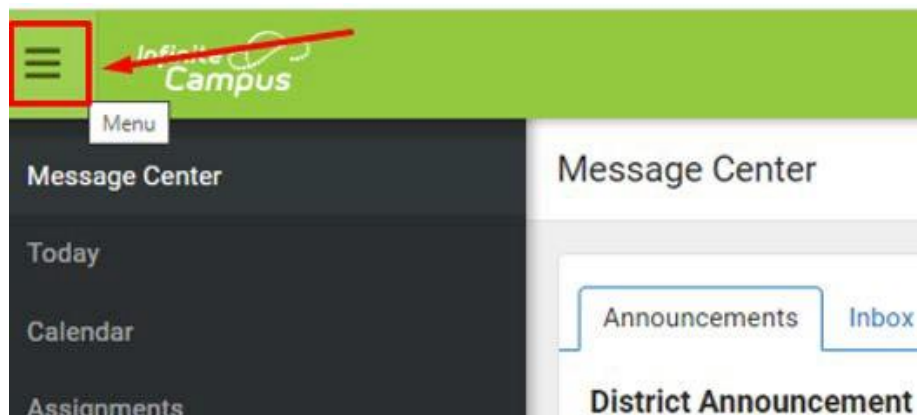 Infinite
Campus
Menu
Message Center
Today
Calendar
Assignments
Message Center
Announcements
Inbox
District Announcement